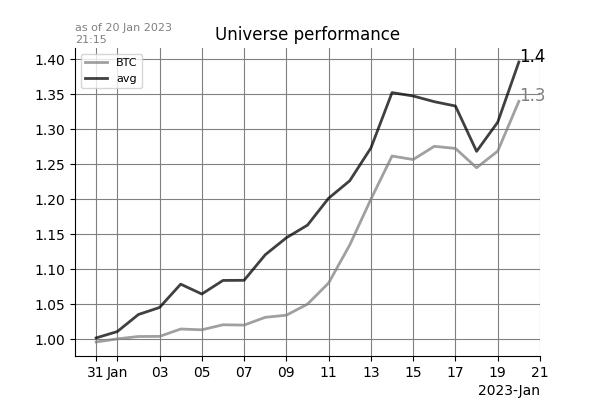 as of 20 Jan 2023
21:15
Universe performance
BTC
avg
1.4
1.3
1.40
1.35
1.30
1.25
1.20
1.15
1.10
1.05
1.00
31 Jan 03 05 07 09 11 13 15 17 19 21
2023-Jan